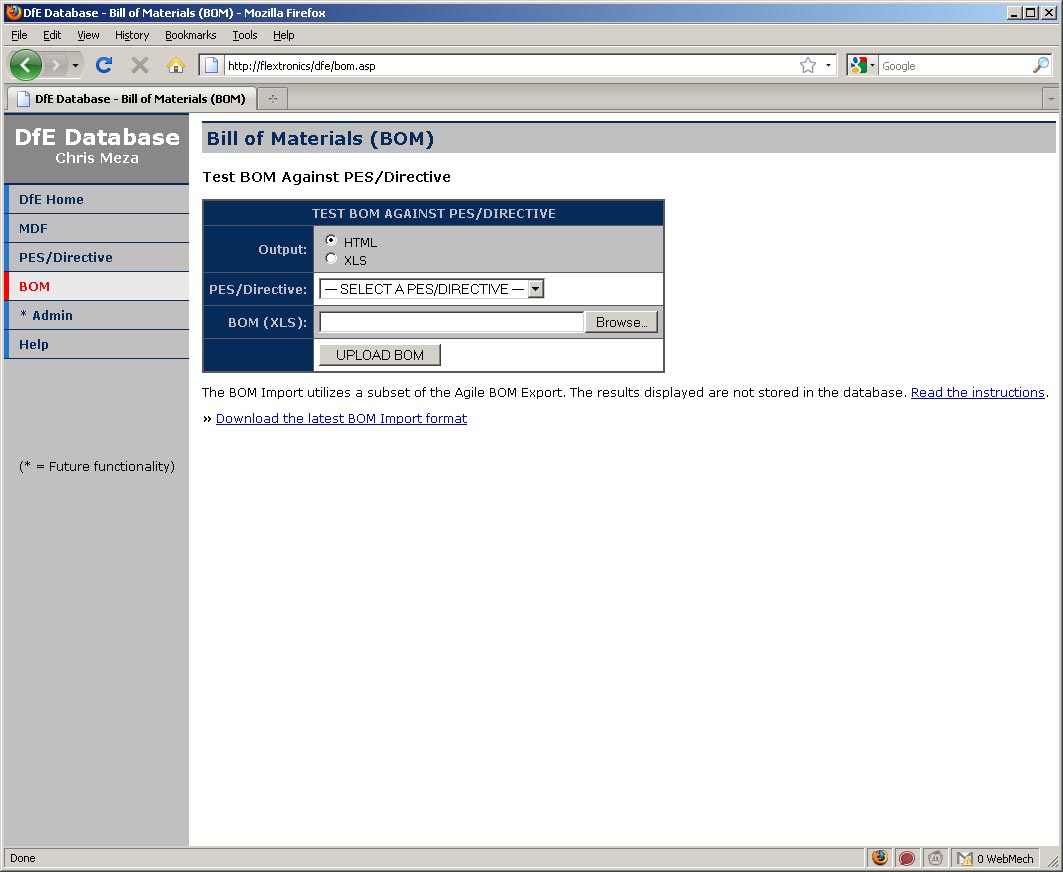 DfE Database - Bill of Materials (BOM) - Mozilla Firefox
File Edit View History Bookmarks Tools Help
http://flextronics/dfe/bom.asp
Google
DfE Database - Bill of Materials (BOM)
DfE Database
Chris Meza
DfE Home
MDF
PES/Directive
BOM
* Admin
Help
(* = Future functionality)
Bill of Materials (BOM)
Test BOM Against PES/Directive
TEST BOM AGAINST PES/DIRECTIVE
Output: HTML
XLS
PES/Directive: --- SELECT A PES/DIRECTIVE ---
BOM (XLS): Browse...
UPLOAD BOM
The BOM Import utilizes a subset of the Agile BOM Export. The results displayed are not stored in the database. Read the instructions.
» Download the latest BOM Import format
Done
0 WebMech